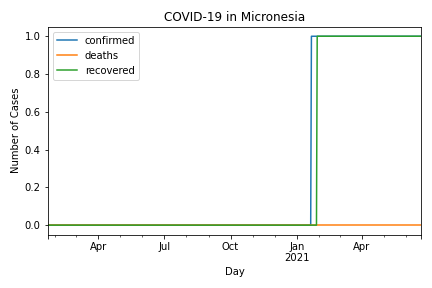 COVID-19 in Micronesia
confirmed
deaths
recovered
Number of Cases
1.0
0.8
0.6
0.4
0.2
0.0
Apr Jul Oct Jan Apr
2021
Day